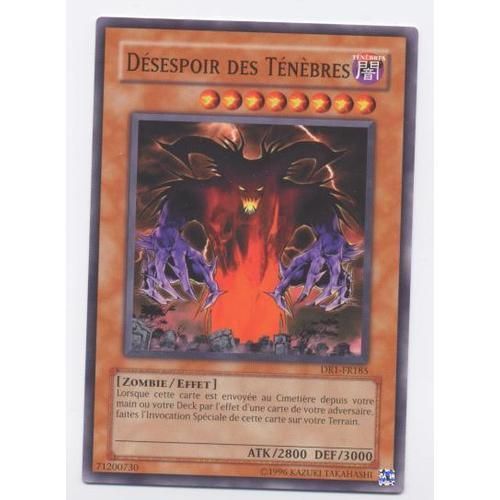 DÉSESPOIR DES TÉNÈBRES
TÉNÈBRES
闇
DR1-FR185
[ZOMBIE/EFFET]
Lorsque cette carte est envoyée au Cimetière depuis votre
main ou votre Deck par l'effet d'une carte de votre adversaire,
faites l'Invocation Spéciale de cette carte sur votre Terrain.
ATK/2800 DEF/3000
71200730
©1996 KAZUKI TAKAHASHI